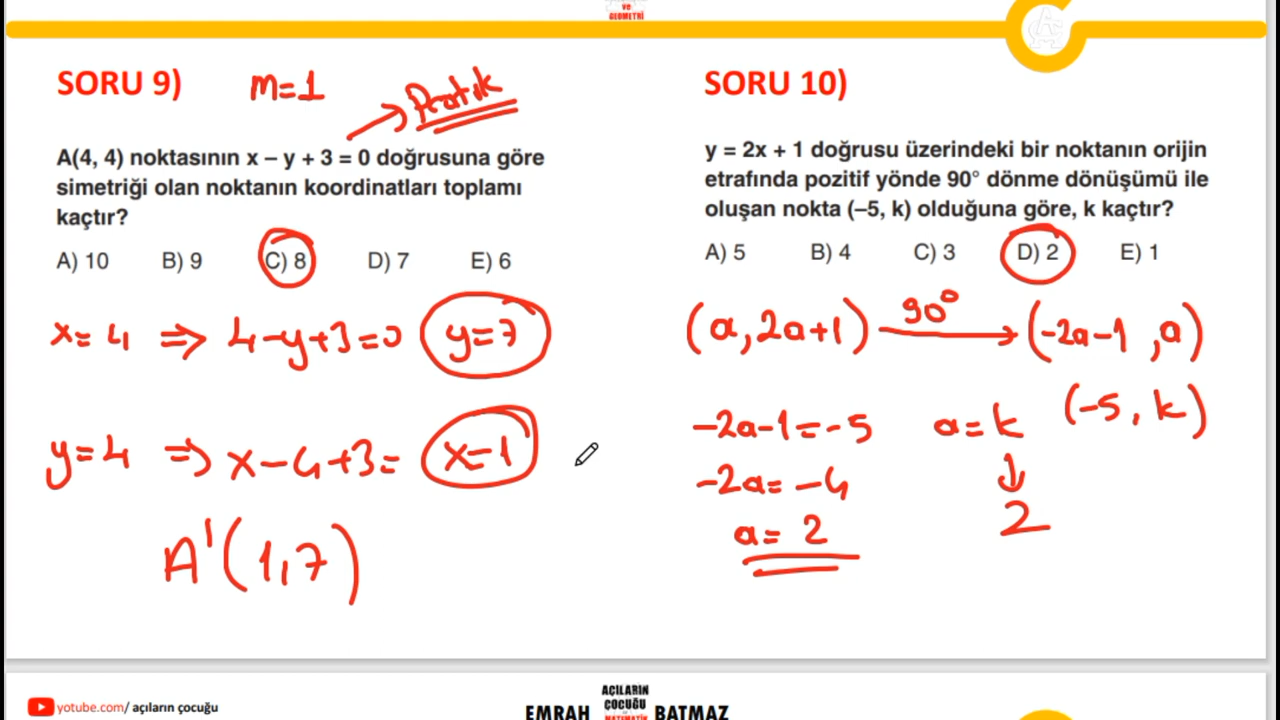 ve
GEOMETRİ
SORU 9)
m=1
Pratik
A(4, 4) noktasının x – y + 3 = 0 doğrusuna göre
simetriği olan noktanın koordinatları toplamı
kaçtır?
A) 10 B) 9 C) 8 D) 7 E) 6
x=4 ⇒ 4-y+3=0 y=7
y=4 ⇒ x-4+3= x=1
A'(1,7)
SORU 10)
y = 2x + 1 doğrusu üzerindeki bir noktanın orijin
etrafında pozitif yönde 90° dönme dönüşümü ile
oluşan nokta (–5, k) olduğuna göre, k kaçtır?
A) 5 B) 4 C) 3 D) 2 E) 1
(a, 2a+1) 90° → (-2a-1, a)
(-5, k)
-2a-1=-5 a=k
-2a=-4 ↓
a=2 2
yotube.com/ açıların çocuğu
EMRAH AÇILARIN ÇOCUĞU MATEMATİK BATMAZ